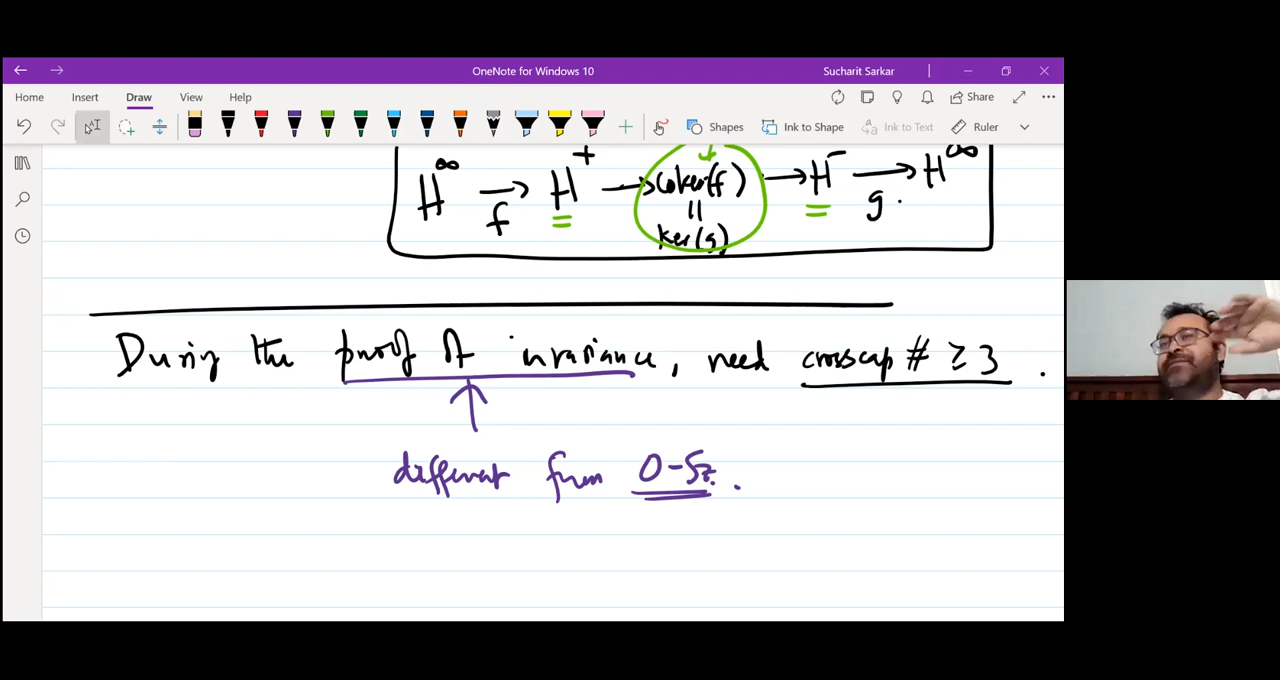 OneNote for Windows 10
Sucharit Sarkar
Home Insert Draw View Help
Share
Shapes Ink to Shape Ink to Text Ruler
H^∞ → H^+ → coker(f) → H^- → H^∞
f = || = g .
ker(g)
During the proof of invariance, need crosscap # ≥ 3 .
different from O-Sz.